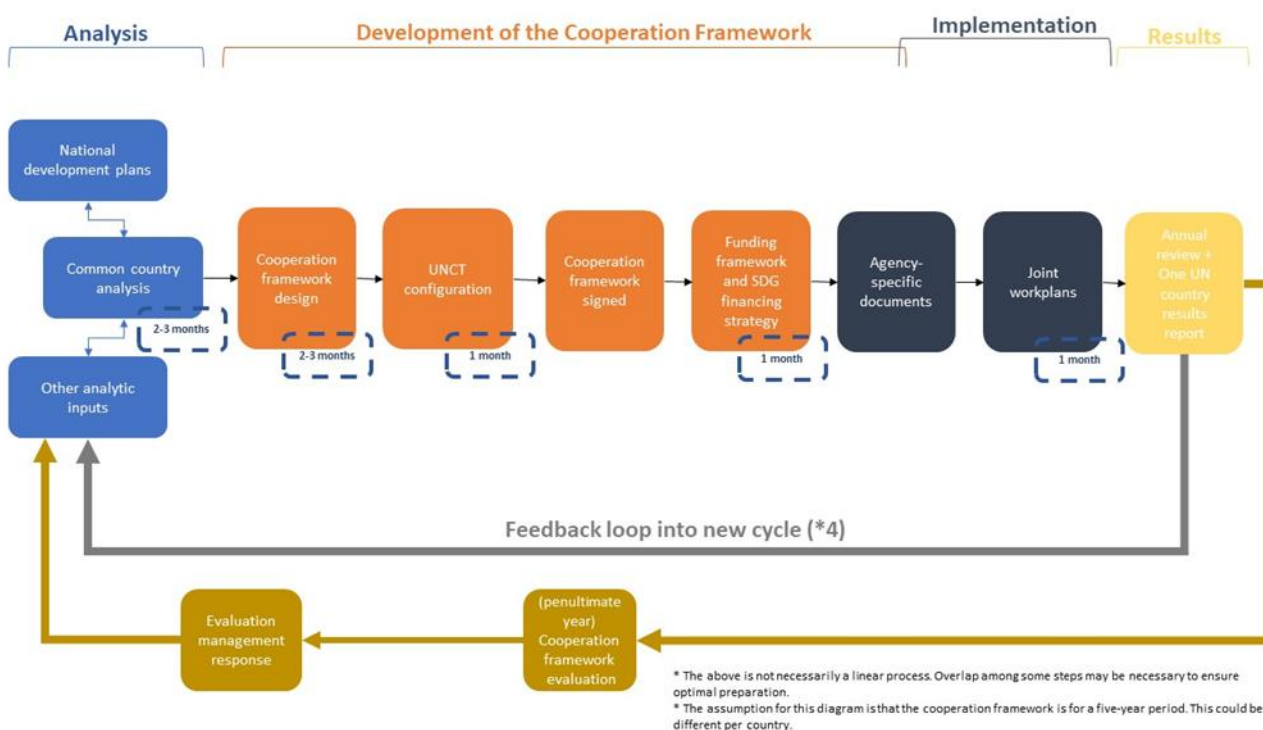 Analysis
Development of the Cooperation Framework
Implementation
Results
National
development plans
Common country
analysis
2-3 months
Other analytic
inputs
Cooperation
framework
design
2-3 months
UNCT
configuration
1 month
Cooperation
framework
signed
Funding
framework
and SDG
financing
strategy
1 month
Agency-
specific
documents
Joint
workplans
1 month
Annual
review +
One UN
country
results
report
Feedback loop into new cycle (*4)
Evaluation
management
response
(penultimate
year)
Cooperation
framework
evaluation
* The above is not necessarily a linear process. Overlap among some steps may be necessary to ensure
optimal preparation.
* The assumption for this diagram is that the cooperation framework is for a five-year period. This could be
different per country.